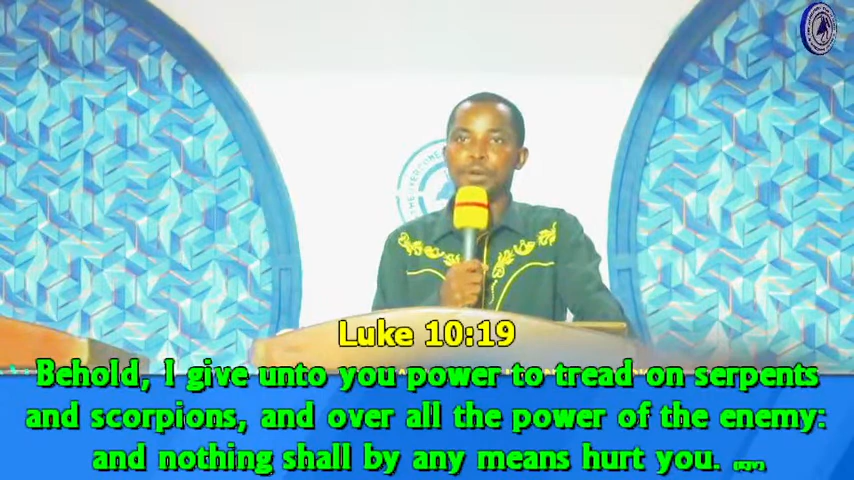 Luke 10:19
Behold, I give unto you power to tread on serpents
and scorpions, and over all the power of the enemy:
and nothing shall by any means hurt you. (KJV)